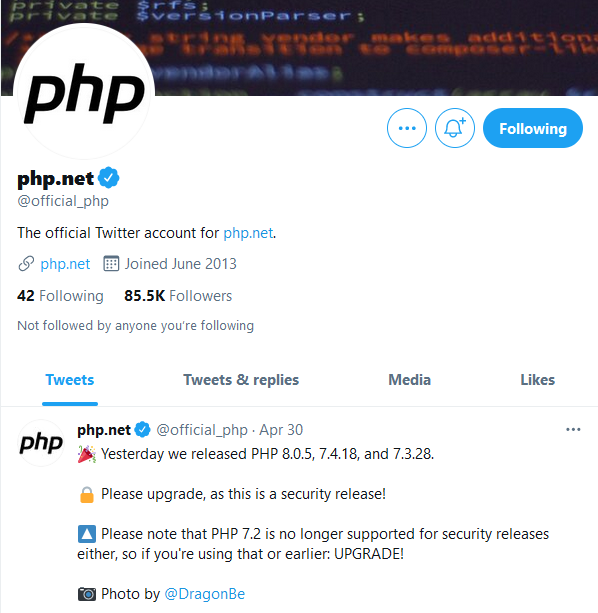 private $rfs;
private $versionParser;
string vendor makes addition
transition to composer-lik
vendorAlias;
php
Following
php.net
@official_php
The official Twitter account for php.net.
php.net Joined June 2013
42 Following 85.5K Followers
Not followed by anyone you're following
Tweets Tweets & replies Media Likes
php
php.net @official_php · Apr 30
🎉 Yesterday we released PHP 8.0.5, 7.4.18, and 7.3.28.
🔒 Please upgrade, as this is a security release!
🔼 Please note that PHP 7.2 is no longer supported for security releases
either, so if you're using that or earlier: UPGRADE!
📷 Photo by @DragonBe